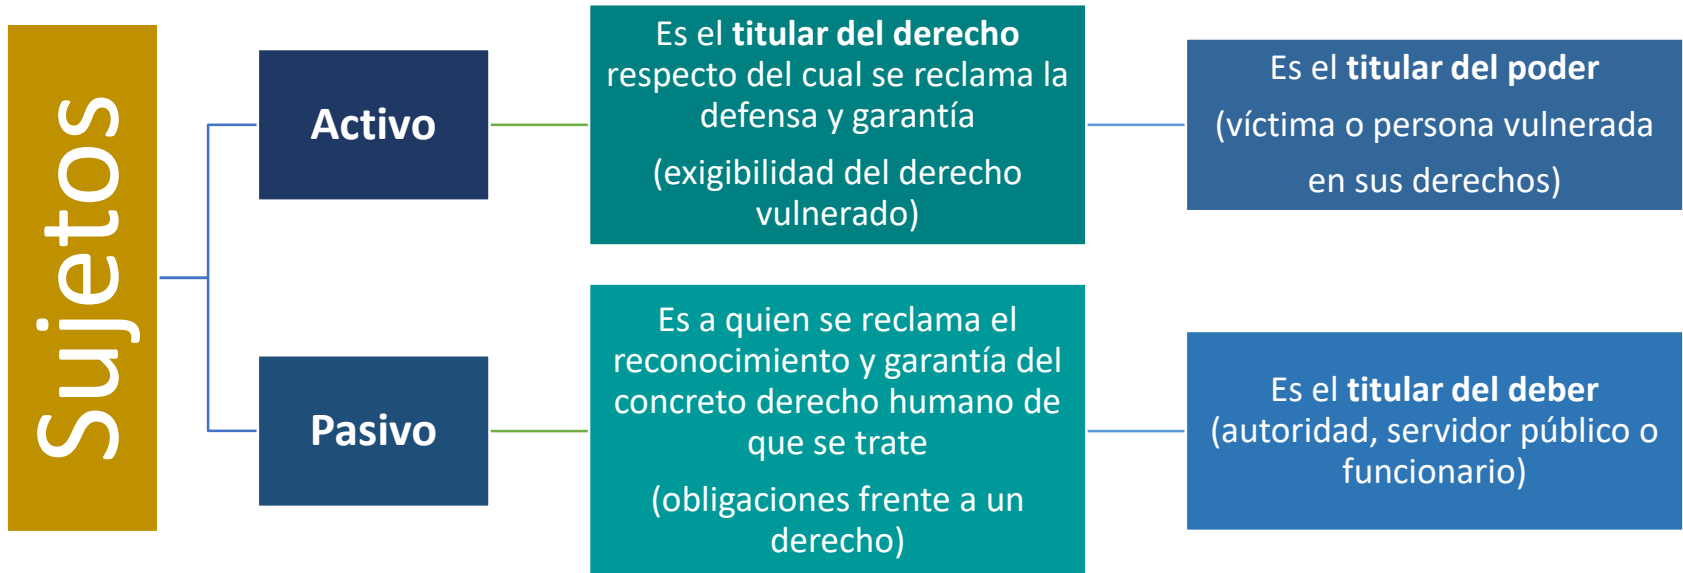 Sujetos
Activo
Es el titular del derecho
respecto del cual se reclama la
defensa y garantía
(exigibilidad del derecho
vulnerado)
Es el titular del poder
(víctima o persona vulnerada
en sus derechos)
Pasivo
Es a quien se reclama el
reconocimiento y garantía del
concreto derecho humano de
que se trate
(obligaciones frente a un
derecho)
Es el titular del deber
(autoridad, servidor público o
funcionario)